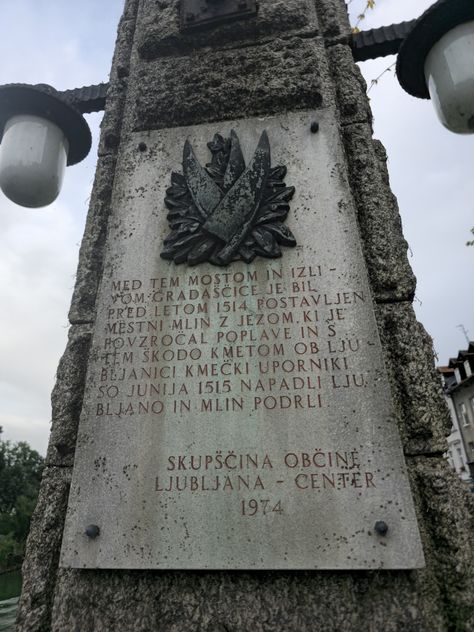 MED TEM MOSTOM IN IZLI-
VOM GRADAŠČICE JE BIL
PRED LETOM 1514 POSTAVLJEN
MESTNI MLIN Z JEZOM, KI JE
POVZROČAL POPLAVE IN S
TEM ŠKODO KMETOM OB LJU
BLJANICI KMEČKI UPORNIKI
SO JUNIJA 1515 NAPADLI LJU
BLJANO IN MLIN PODRLI.
SKUPŠČINA OBČINE
LJUBLJANA - CENTER
1974